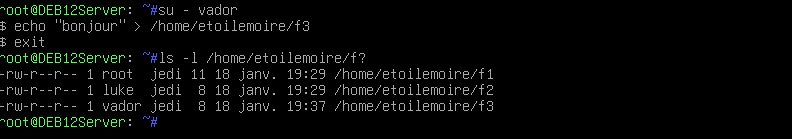 root@DEB12Server: ~#su - vador
$ echo "bonjour" > /home/etoilemoire/f3
$ exit
root@DEB12Server: ~#ls -l /home/etoilemoire/f?
-rw-r--r-- 1 root  jedi 11 18 janv. 19:29 /home/etoilemoire/f1
-rw-r--r-- 1 luke  jedi  8 18 janv. 19:29 /home/etoilemoire/f2
-rw-r--r-- 1 vador jedi  8 18 janv. 19:37 /home/etoilemoire/f3
root@DEB12Server: ~#